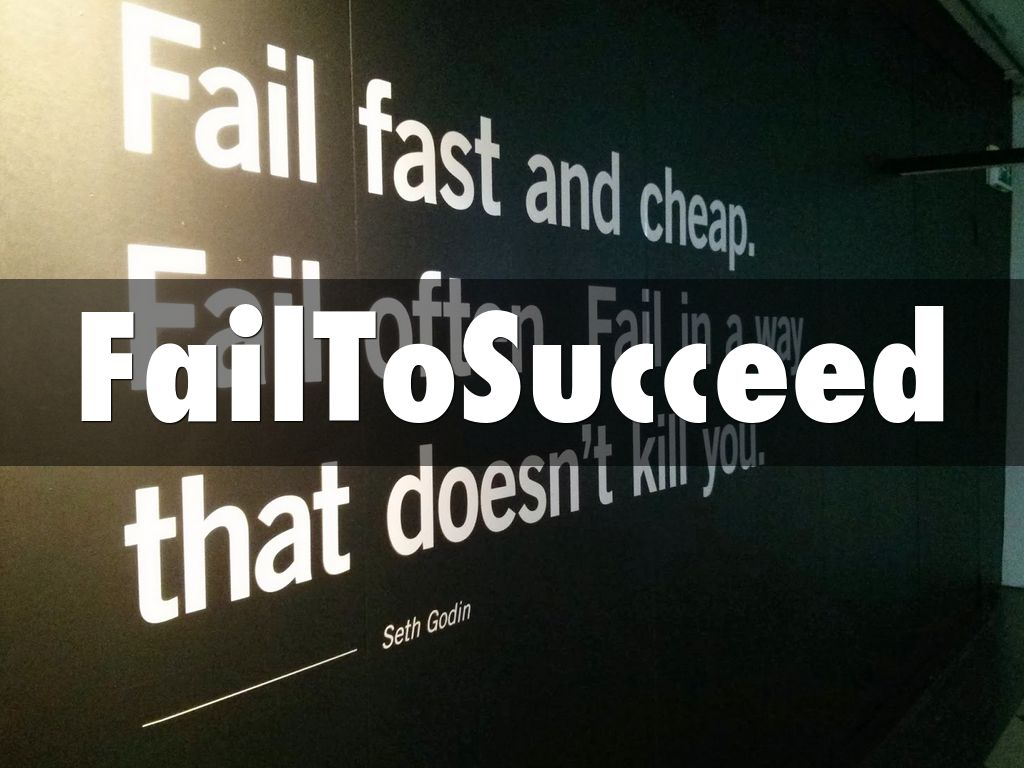 Fail fast and cheap.
Fail often. Fail in a way
FailToSucceed
that doesn't kill you.
Seth Godin